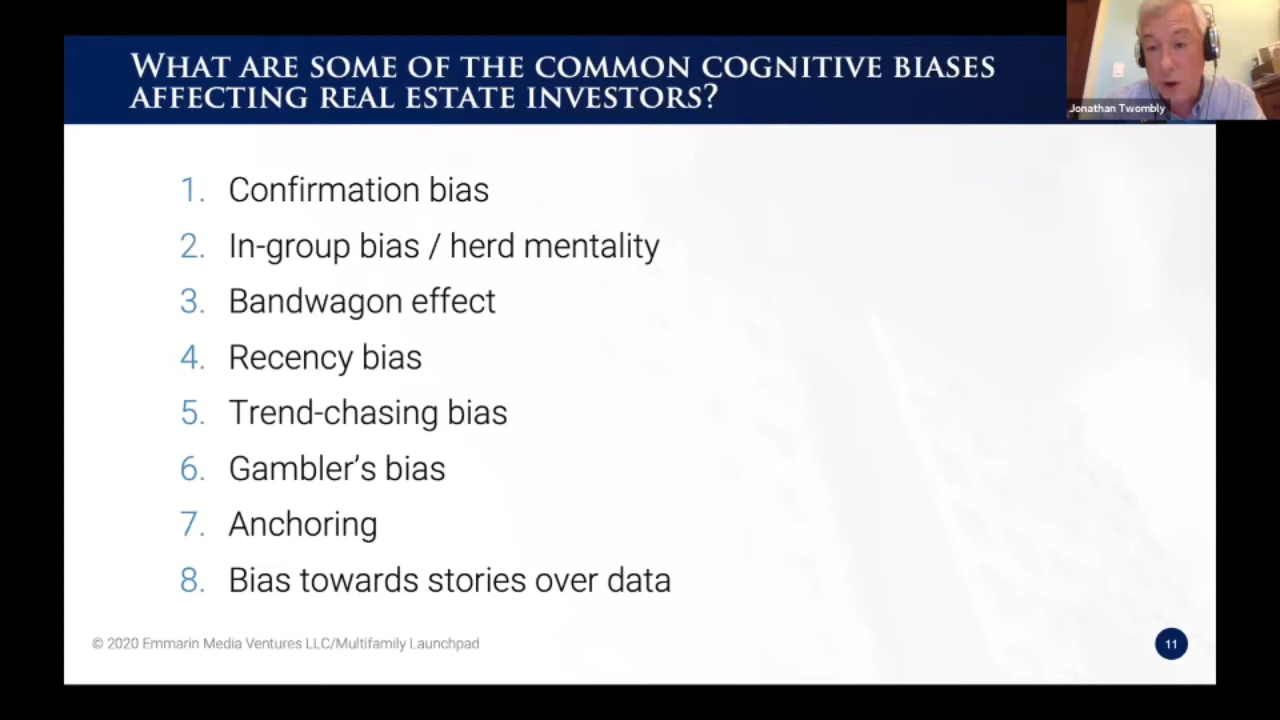 WHAT ARE SOME OF THE COMMON COGNITIVE BIASES
AFFECTING REAL ESTATE INVESTORS?
Jonathan Twombly
1. Confirmation bias
2. In-group bias / herd mentality
3. Bandwagon effect
4. Recency bias
5. Trend-chasing bias
6. Gambler’s bias
7. Anchoring
8. Bias towards stories over data
© 2020 Emmarin Media Ventures LLC/Multifamily Launchpad
11